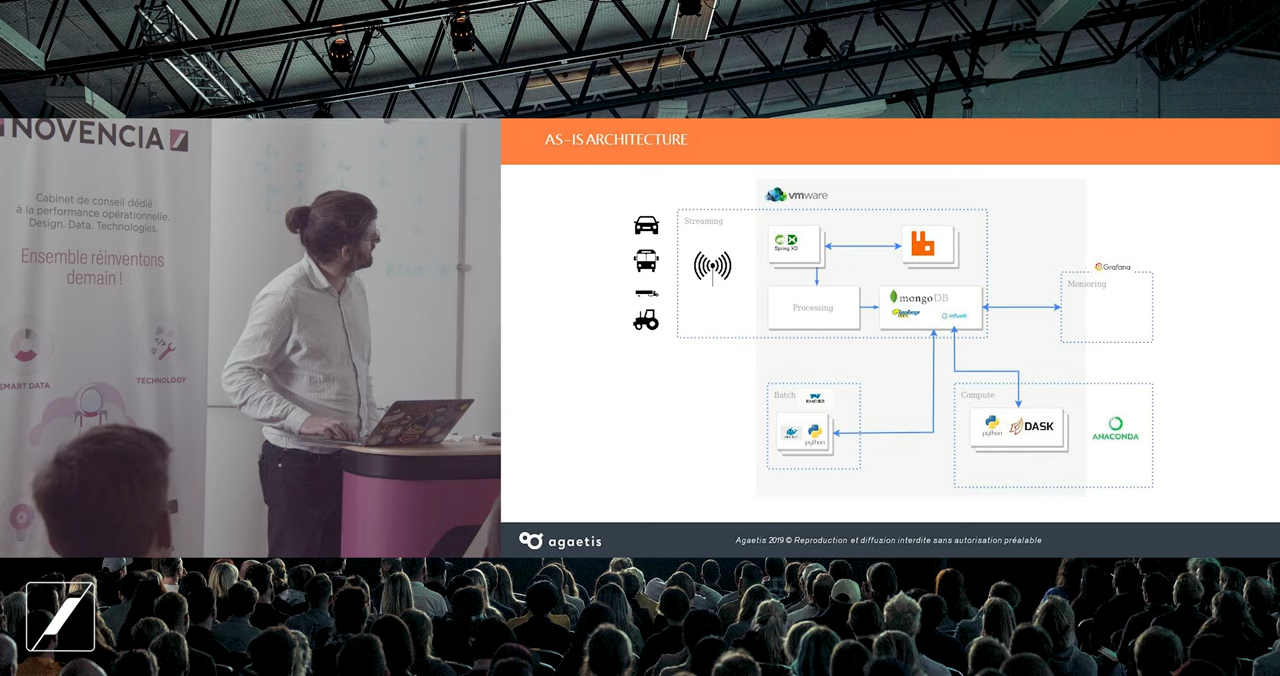 NOVENCIA
Cabinet de conseil dédié
à la performance opérationnelle.
Design. Data. Technologies.
Ensemble réinventons
demain !
SMART DATA
TECHNOLOGY
AS-IS ARCHITECTURE
vmware
Streaming
Spring XD
Processing
mongoDB
influxdb
Grafana
Monioring
Batch
RANCHER
docker
python
Compute
python
DASK
ANACONDA
agaetis
Agaetis 2019 © Reproduction et diffusion interdite sans autorisation préalable